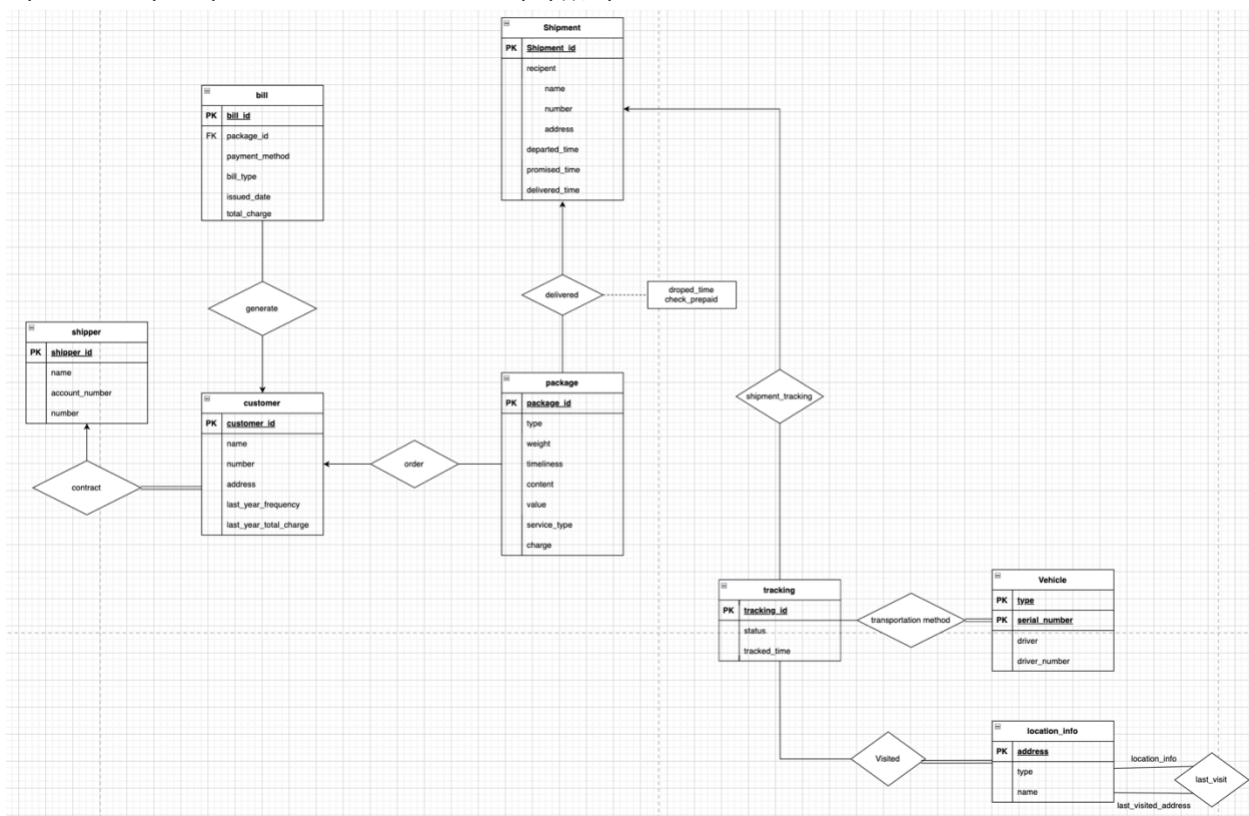 Shipment
PK Shipment_id
recipent
name
number
address
departed_time
promised_time
delivered_time
bill
PK bill_id
FK package_id
payment_method
bill_type
issued_date
total_charge
generate
delivered
droped_time
check_prepaid
shipper
PK shipper_id
name
account_number
number
contract
customer
PK customer_id
name
number
address
last_year_frequency
last_year_total_charge
order
package
PK package_id
type
weight
timeliness
content
value
service_type
charge
shipment_tracking
tracking
PK tracking_id
status
tracked_time
transportation method
Vehicle
PK type
PK serial_number
driver
driver_number
Visited
location_info
PK address
type
name
location_info
last_visit
last_visited_address